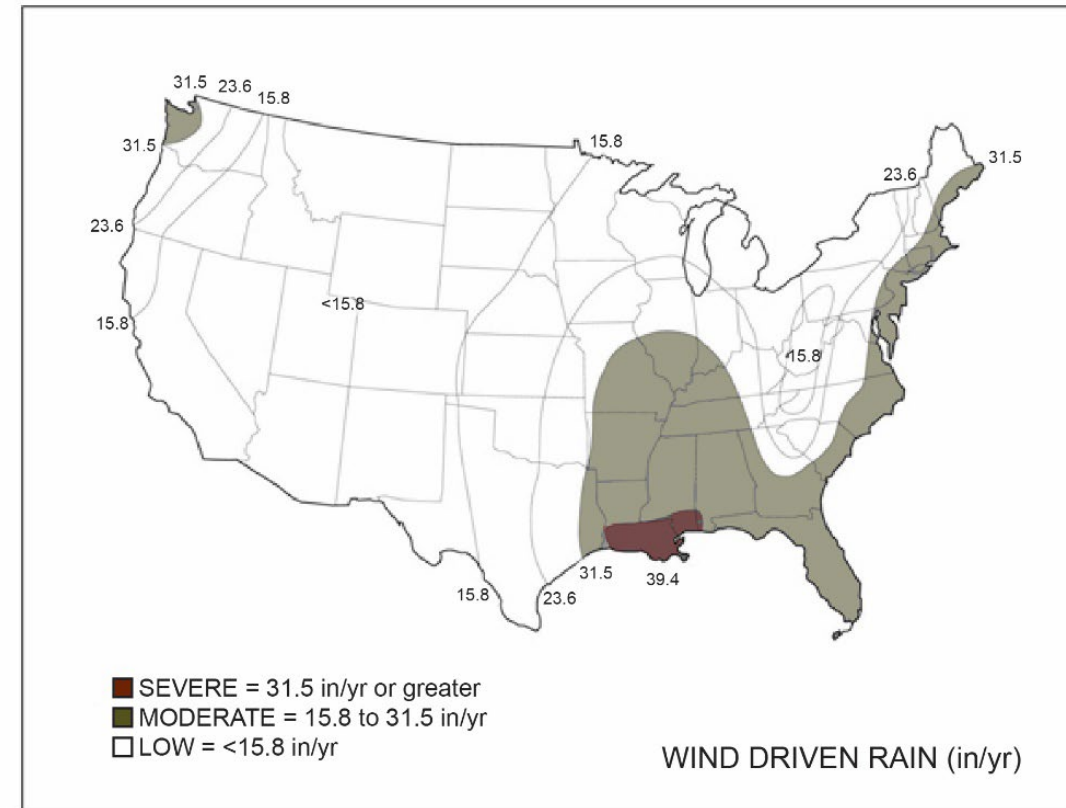 31.5 23.6 15.8
31.5
15.8
23.6
31.5
23.6
<15.8
15.8
15.8
31.5
39.4
15.8
23.6
SEVERE = 31.5 in/yr or greater
MODERATE = 15.8 to 31.5 in/yr
LOW = <15.8 in/yr
WIND DRIVEN RAIN (in/yr)